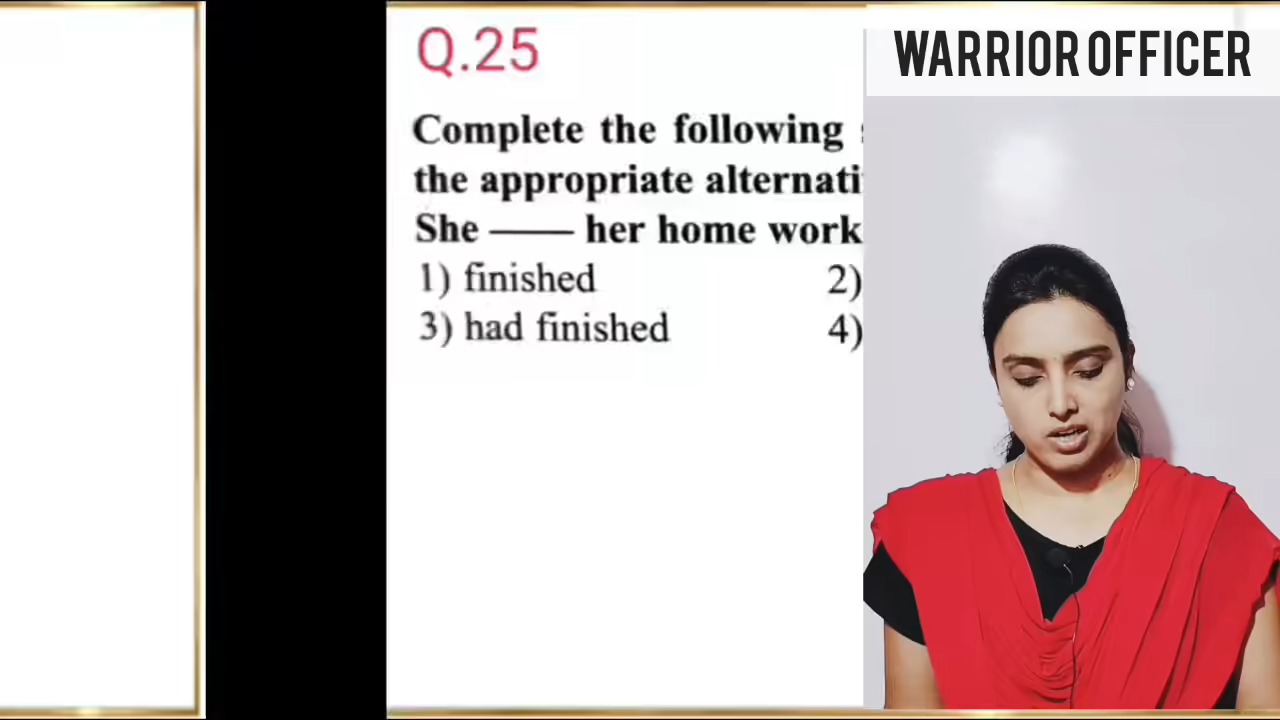 Q.25
WARRIOR OFFICER
Complete the following
the appropriate
She —— her home work
1) finished 2)
3) had finished 4)